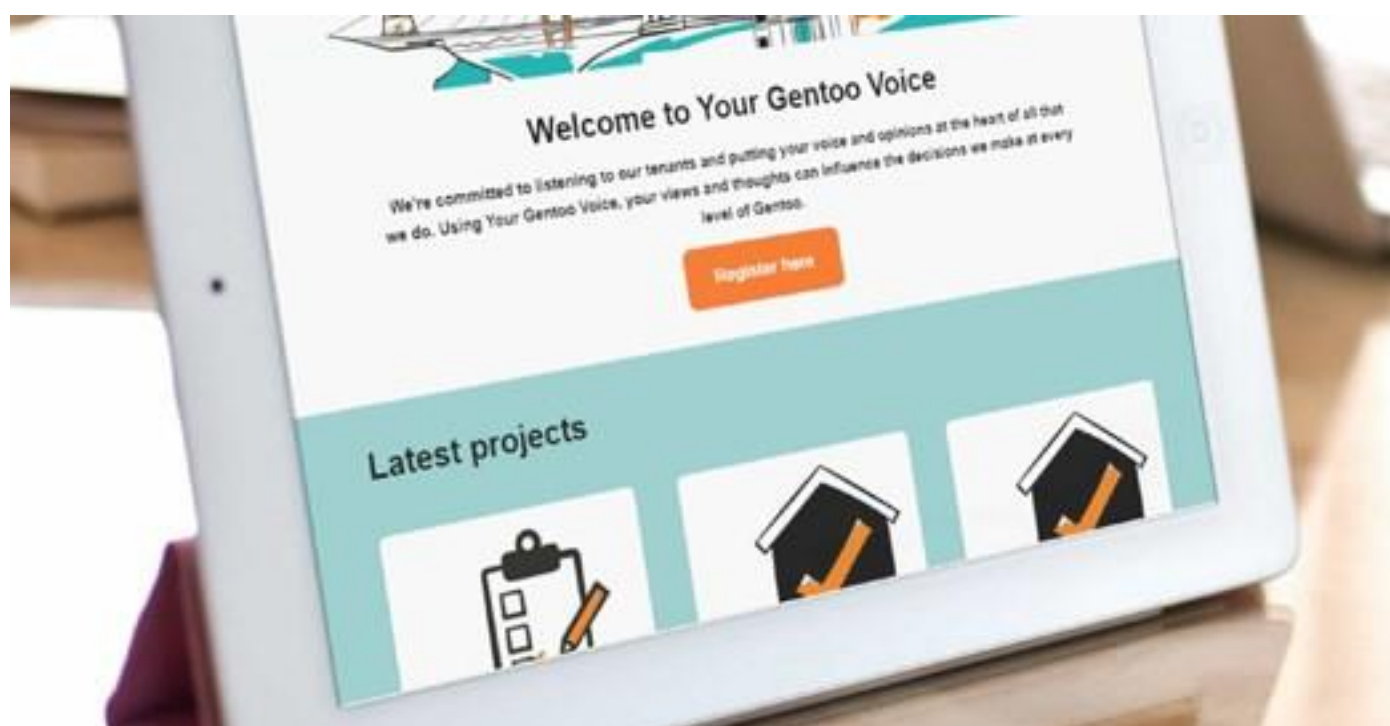 Welcome to Your Gentoo Voice
We're committed to listening to our tenants and putting your voice and opinions at the heart of all that
we do. Using Your Gentoo Voice, your views and thoughts can influence the decisions we make at every
level of Gentoo.
Register here
Latest projects